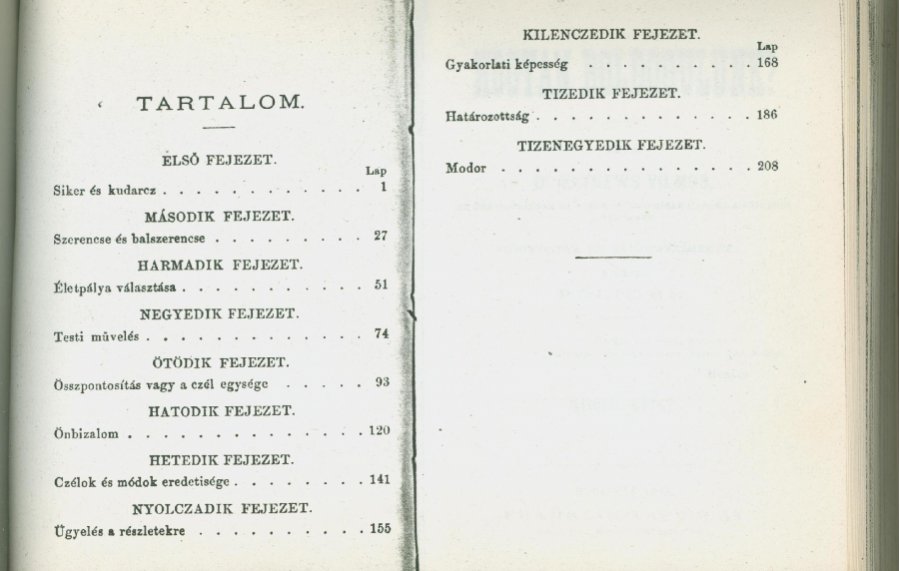 TARTALOM.
ELSŐ FEJEZET.
Lap
Siker és kudarcz . . . . . . . . . . . . 1
MÁSODIK FEJEZET.
Szerencse és balszerencse . . . . . . . . . 27
HARMADIK FEJEZET.
Életpálya választása . . . . . . . . . . . 51
NEGYEDIK FEJEZET.
Testi művelés . . . . . . . . . . . . . 74
ÖTÖDIK FEJEZET.
Összpontosítás vagy a czél egysége . . . . . 93
HATODIK FEJEZET.
Önbizalom . . . . . . . . . . . . . . 120
HETEDIK FEJEZET.
Czélok és módok eredetisége . . . . . . . . 141
NYOLCZADIK FEJEZET.
Ügyelés a részletekre . . . . . . . . . . 155
KILENCZEDIK FEJEZET.
Lap
Gyakorlati képesség . . . . . . . . . . . 168
TIZEDIK FEJEZET.
Határozottság . . . . . . . . . . . . . 186
TIZENEGYEDIK FEJEZET.
Modor . . . . . . . . . . . . . . . 208